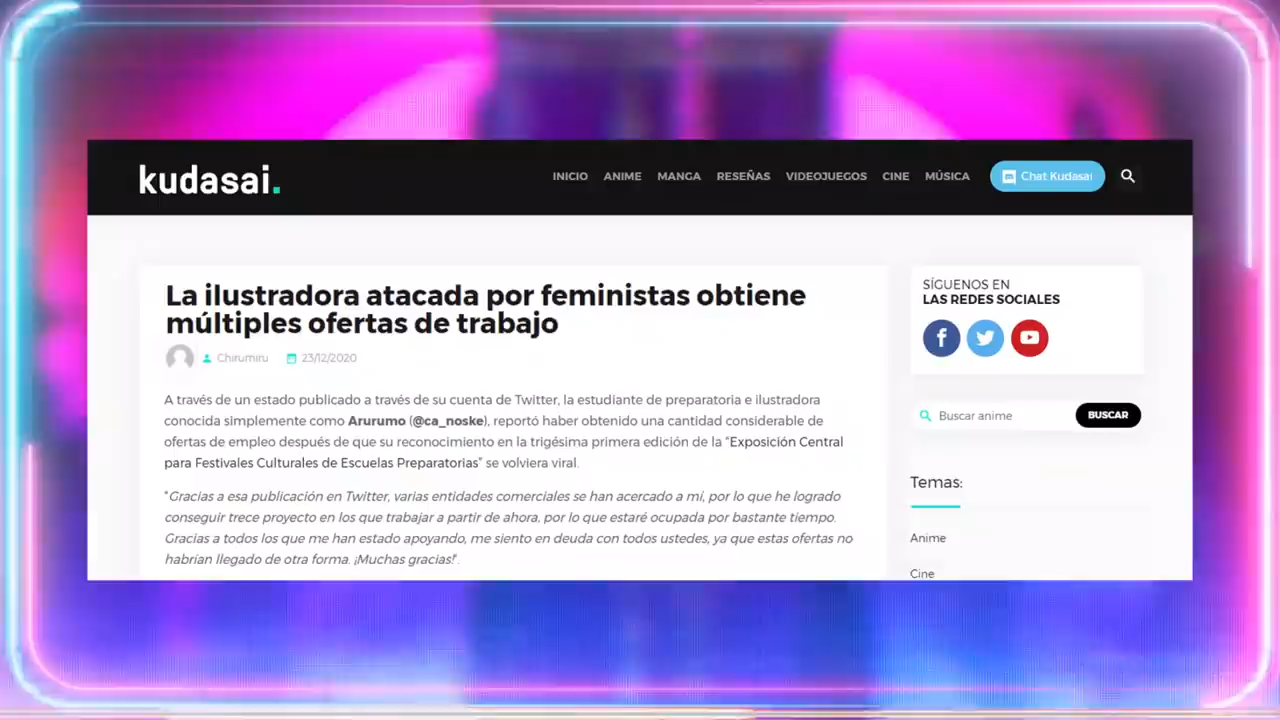 kudasai.
INICIO ANIME MANGA RESEÑAS VIDEOJUEGOS CINE MÚSICA Chat Kudasai
La ilustradora atacada por feministas obtiene
múltiples ofertas de trabajo
Chirumiru 23/12/2020
A través de un estado publicado a través de su cuenta de Twitter, la estudiante de preparatoria e ilustradora
conocida simplemente como Arurumo (@ca_noske), reportó haber obtenido una cantidad considerable de
ofertas de empleo después de que su reconocimiento en la trigésima primera edición de la “Exposición Central
para Festivales Culturales de Escuelas Preparatorias” se volviera viral.
“Gracias a esa publicación en Twitter, varias entidades comerciales se han acercado a mí, por lo que he logrado
conseguir trece proyecto en los que trabajar a partir de ahora, por lo que estaré ocupada por bastante tiempo.
Gracias a todos los que me han estado apoyando, me siento en deuda con todos ustedes, ya que estas ofertas no
habrían llegado de otra forma. ¡Muchas gracias!”.
SÍGUENOS EN
LAS REDES SOCIALES
Buscar anime BUSCAR
Temas:
Anime
Cine